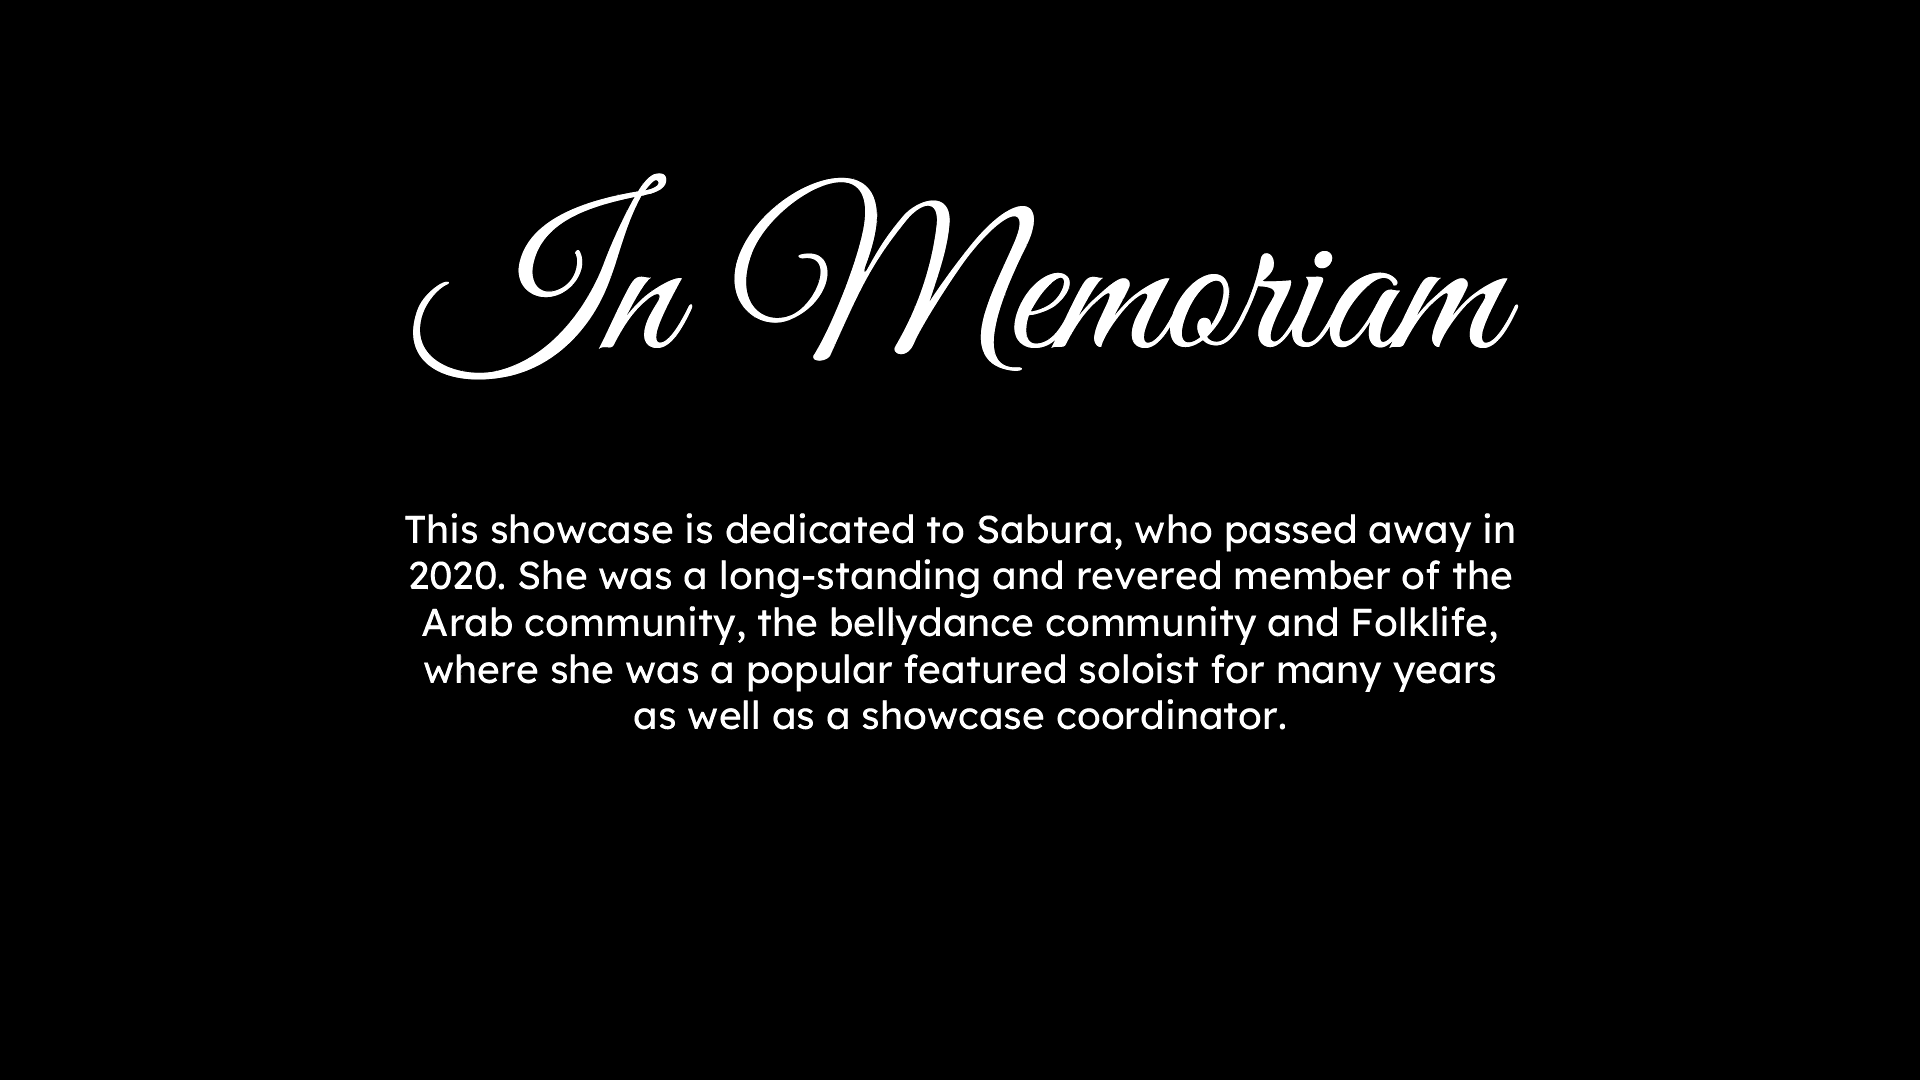 In Memoriam
This showcase is dedicated to Sabura, who passed away in
2020. She was a long-standing and revered member of the
Arab community, the bellydance community and Folklife,
where she was a popular featured soloist for many years
as well as a showcase coordinator.